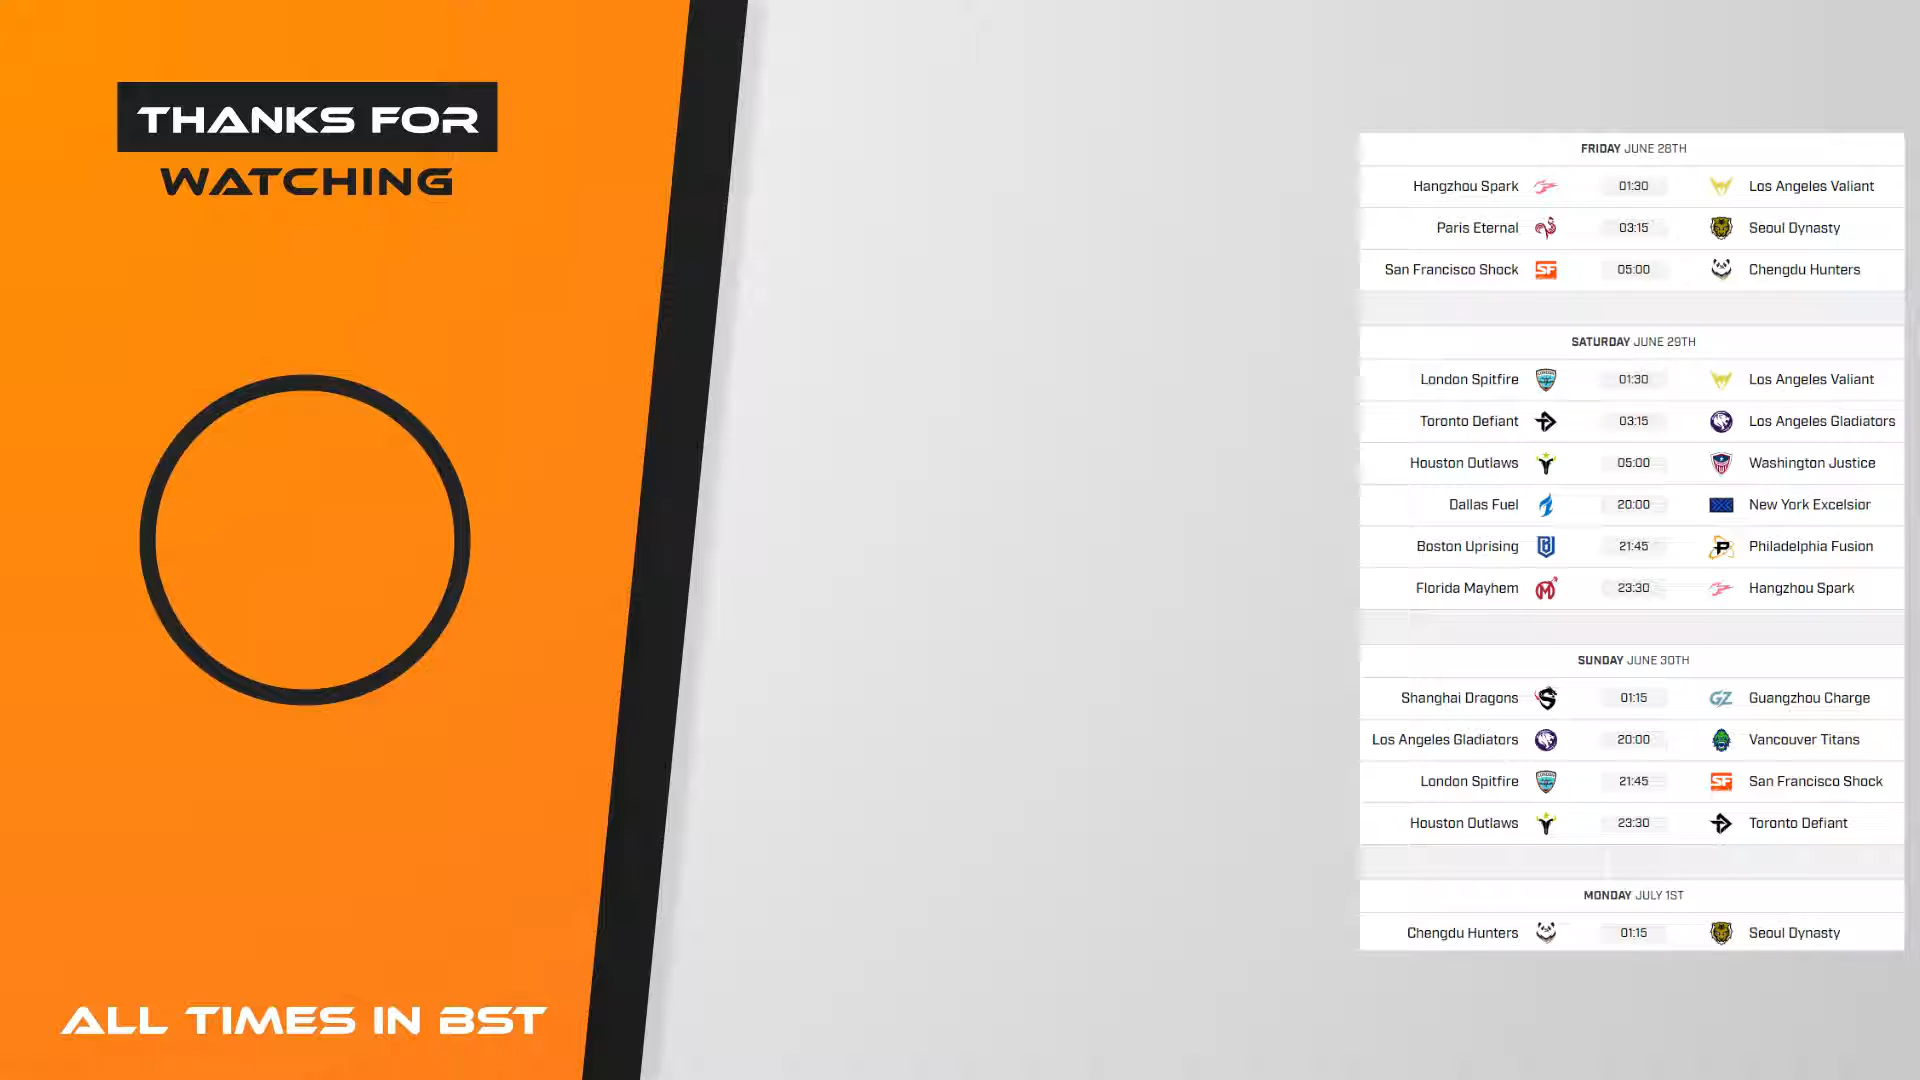 THANKS FOR
WATCHING
FRIDAY JUNE 28TH
Hangzhou Spark 01:30 Los Angeles Valiant
Paris Eternal 03:15 Seoul Dynasty
San Francisco Shock SF 05:00 Chengdu Hunters
SATURDAY JUNE 29TH
London Spitfire 01:30 Los Angeles Valiant
Toronto Defiant 03:15 Los Angeles Gladiators
Houston Outlaws 05:00 Washington Justice
Dallas Fuel 20:00 New York Excelsior
Boston Uprising B 21:45 P Philadelphia Fusion
Florida Mayhem M 23:30 Hangzhou Spark
SUNDAY JUNE 30TH
Shanghai Dragons S 01:15 GZ Guangzhou Charge
Los Angeles Gladiators 20:00 Vancouver Titans
London Spitfire 21:45 SF San Francisco Shock
Houston Outlaws 23:30 Toronto Defiant
MONDAY JULY 1ST
Chengdu Hunters 01:15 Seoul Dynasty
ALL TIMES IN BST